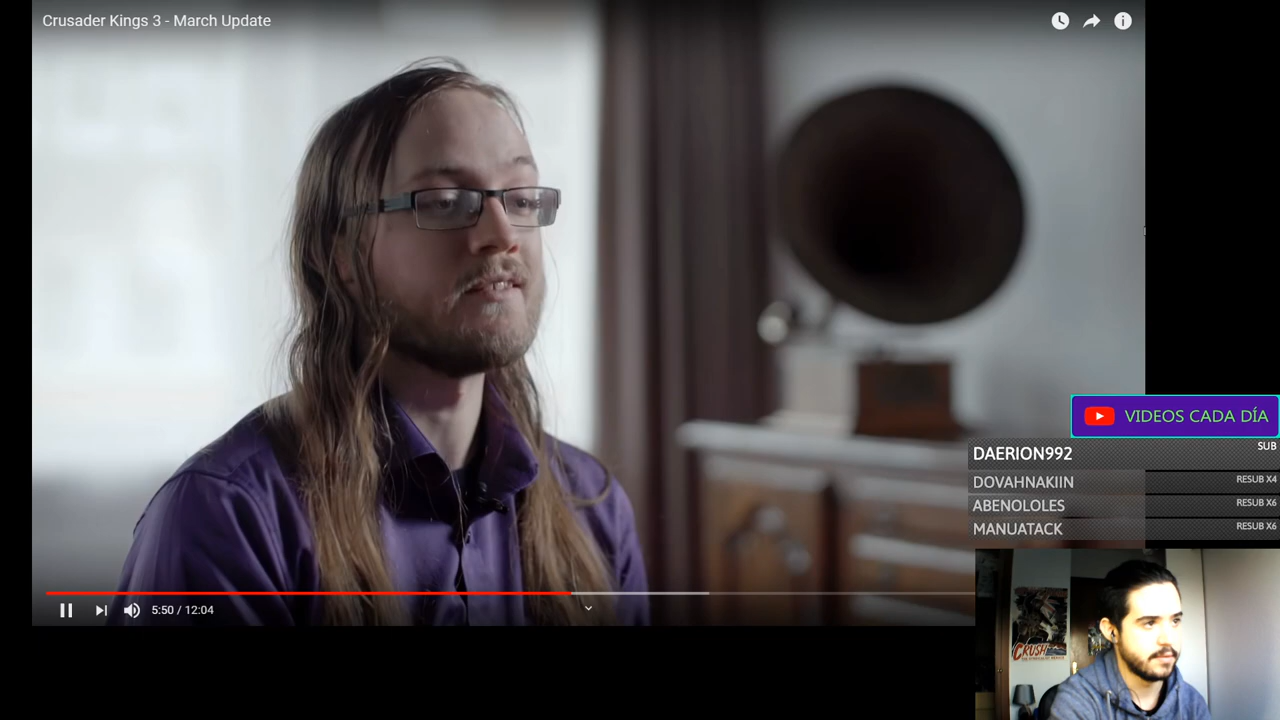 Crusader Kings 3 - March Update
VIDEOS CADA DÍA
DAERION992 SUB
DOVAHNAKIIN RESUB X4
ABENOLOLES RESUB X6
MANUATACK RESUB X6
5:50 / 12:04
CRUSH